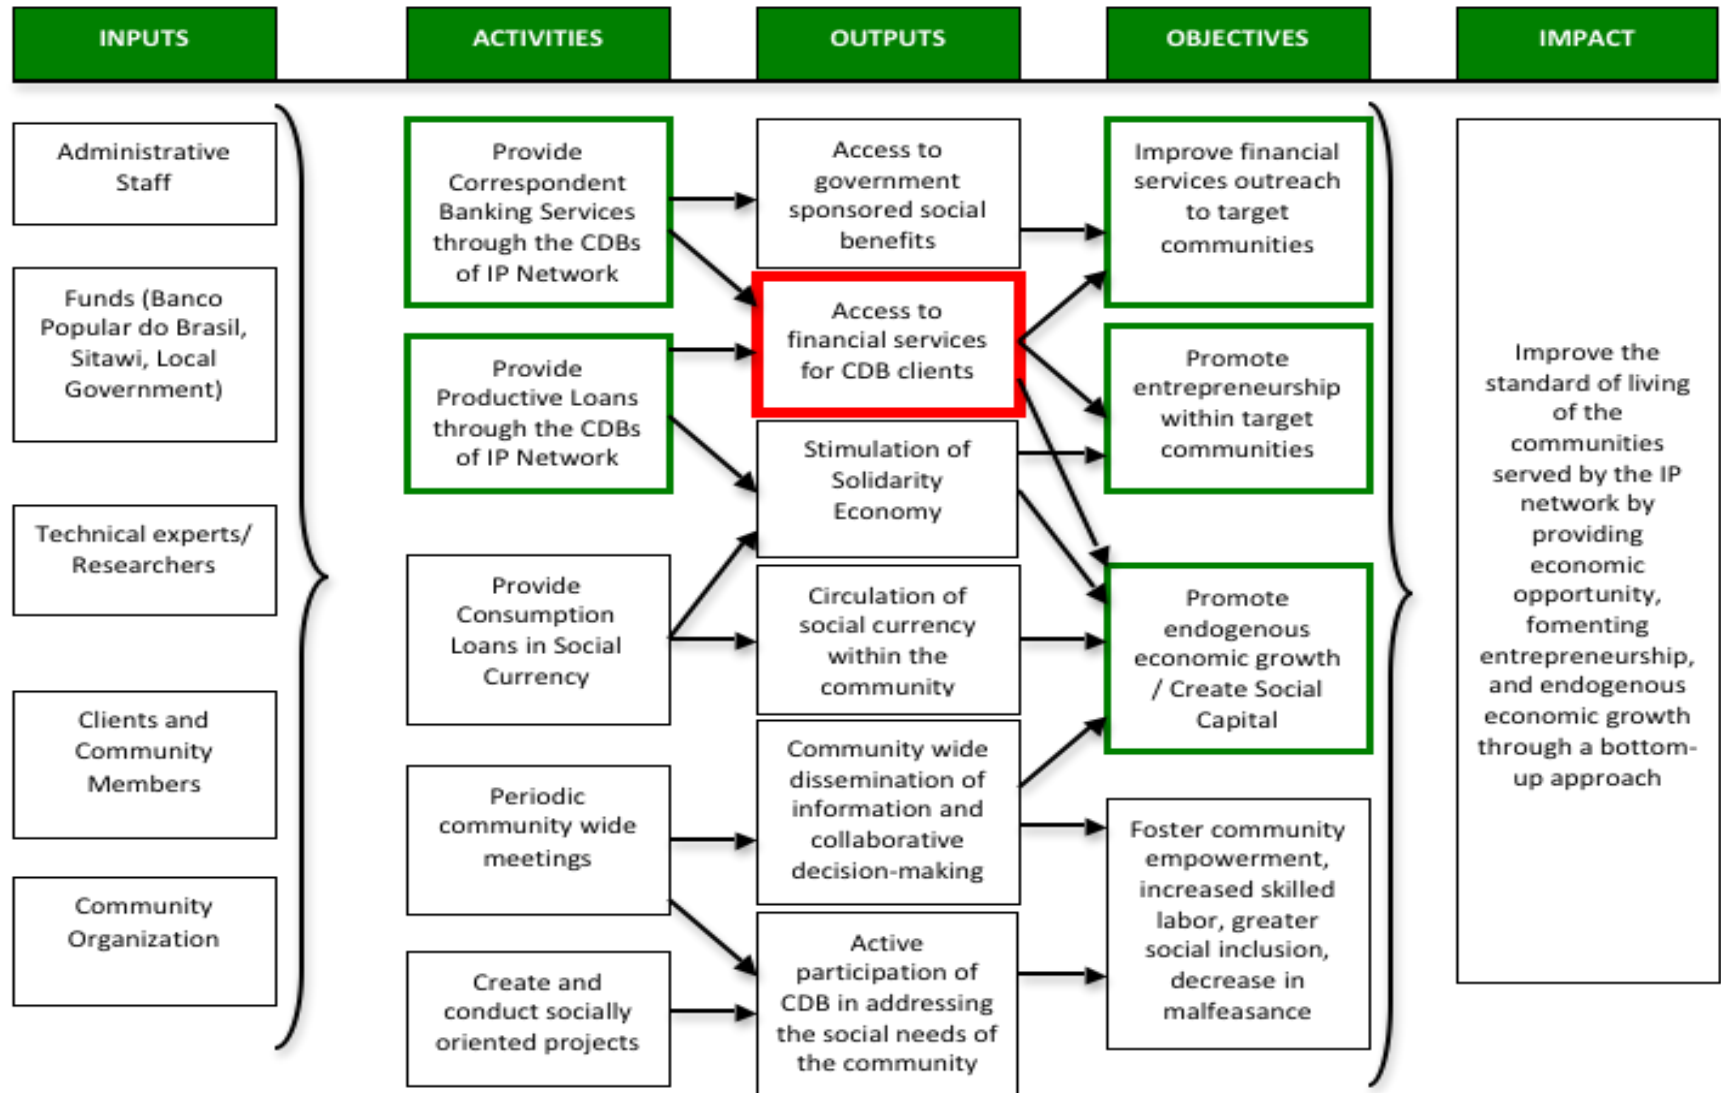 INPUTS
ACTIVITIES
OUTPUTS
OBJECTIVES
IMPACT
Administrative
Staff
Funds (Banco
Popular do Brasil,
Sitawi, Local
Government)
Technical experts/
Researchers
Clients and
Community
Members
Community
Organization
Provide
Correspondent
Banking Services
through the CDBs
of IP Network
Provide
Productive Loans
through the CDBs
of IP Network
Provide
Consumption
Loans in Social
Currency
Periodic
community wide
meetings
Create and
conduct socially
oriented projects
Access to
government
sponsored social
benefits
Access to
financial services
for CDB clients
Stimulation of
Solidarity
Economy
Circulation of
social currency
within the
community
Community wide
dissemination of
information and
collaborative
decision-making
Active
participation of
CDB in addressing
the social needs of
the community
Improve financial
services outreach
to target
communities
Promote
entrepreneurship
within target
communities
Promote
endogenous
economic growth
/ Create Social
Capital
Foster community
empowerment,
increased skilled
labor, greater
social inclusion,
decrease in
malfeasance
Improve the
standard of living
of the
communities
served by the IP
network by
providing
economic
opportunity,
fomenting
entrepreneurship,
and endogenous
economic growth
through a bottom-
up approach